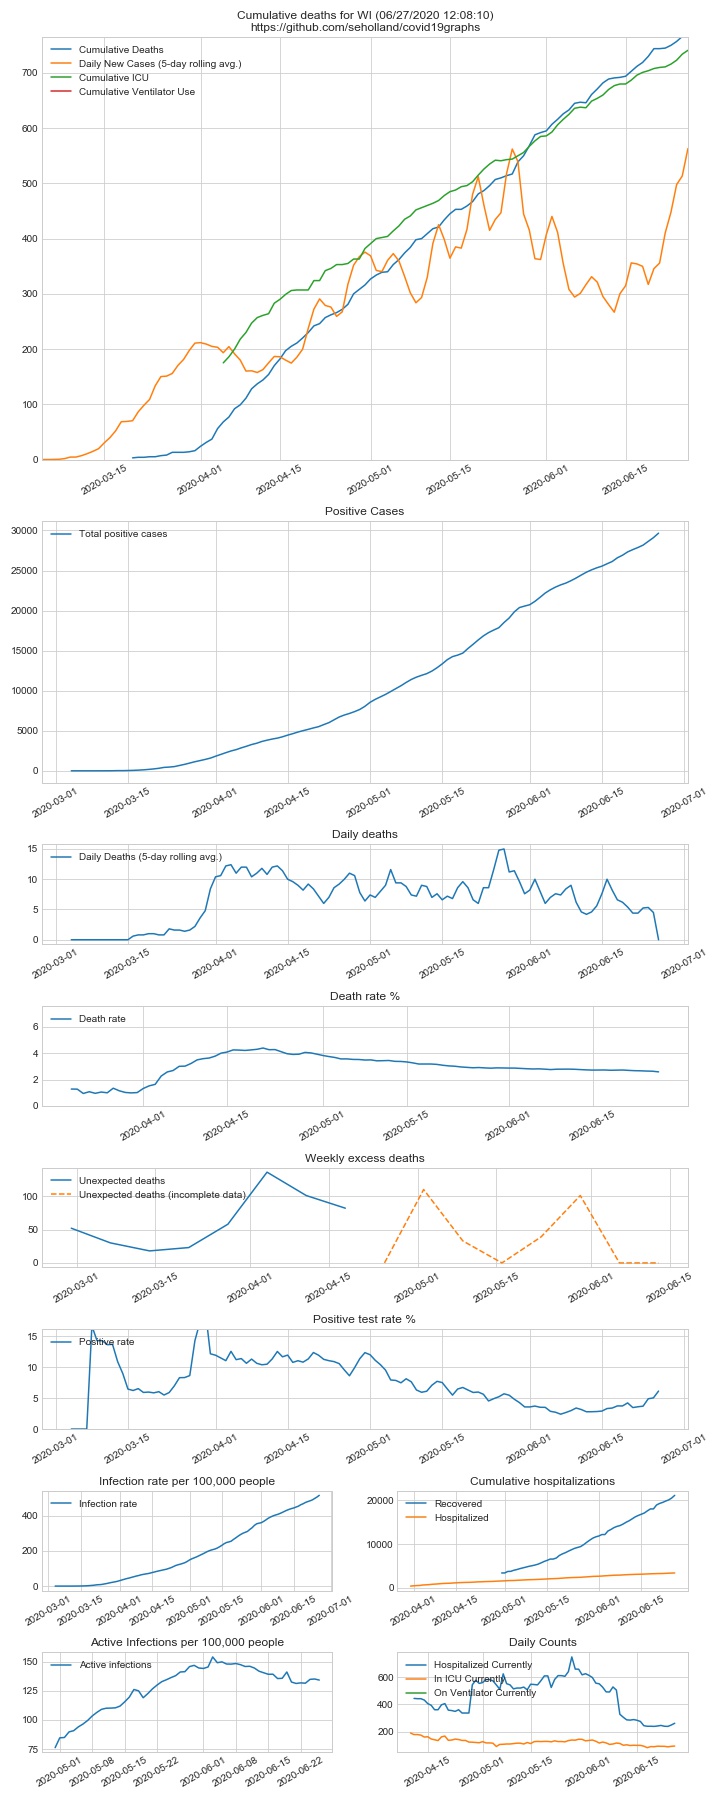 Cumulative deaths for WI (06/27/2020 12:08:10)
https://github.com/seholland/covid19graphs
Cumulative Deaths
Daily New Cases (5-day rolling avg.)
Cumulative ICU
Cumulative Ventilator Use
700
600
500
400
300
200
100
0
2020-03-15 2020-04-01 2020-04-15 2020-05-01 2020-05-15 2020-06-01 2020-06-15
Positive Cases
Total positive cases
30000
25000
20000
15000
10000
5000
0
2020-03-01 2020-03-15 2020-04-01 2020-04-15 2020-05-01 2020-05-15 2020-06-01 2020-06-15 2020-07-01
Daily deaths
Daily Deaths (5-day rolling avg.)
15
10
5
0
2020-03-01 2020-03-15 2020-04-01 2020-04-15 2020-05-01 2020-05-15 2020-06-01 2020-06-15 2020-07-01
Death rate %
Death rate
6
4
2
0
2020-04-01 2020-04-15 2020-05-01 2020-05-15 2020-06-01 2020-06-15
Weekly excess deaths
Unexpected deaths
Unexpected deaths (incomplete data)
100
50
0
2020-03-01 2020-03-15 2020-04-01 2020-04-15 2020-05-01 2020-05-15 2020-06-01 2020-06-15
Positive test rate %
Positive rate
15
10
5
0
2020-03-01 2020-03-15 2020-04-01 2020-04-15 2020-05-01 2020-05-15 2020-06-01 2020-06-15 2020-07-01
Infection rate per 100,000 people
Infection rate
400
200
0
2020-03-01 2020-03-15 2020-04-01 2020-04-15 2020-05-01 2020-05-15 2020-06-01 2020-06-15 2020-07-01
Cumulative hospitalizations
Recovered
Hospitalized
20000
10000
0
2020-04-01 2020-04-15 2020-05-01 2020-05-15 2020-06-01 2020-06-15
Active Infections per 100,000 people
Active infections
150
125
100
75
2020-05-01 2020-05-08 2020-05-15 2020-05-22 2020-06-01 2020-06-08 2020-06-15 2020-06-22
Daily Counts
Hospitalized Currently
In ICU Currently
On Ventilator Currently
600
400
200
2020-04-15 2020-05-01 2020-05-15 2020-06-01 2020-06-15